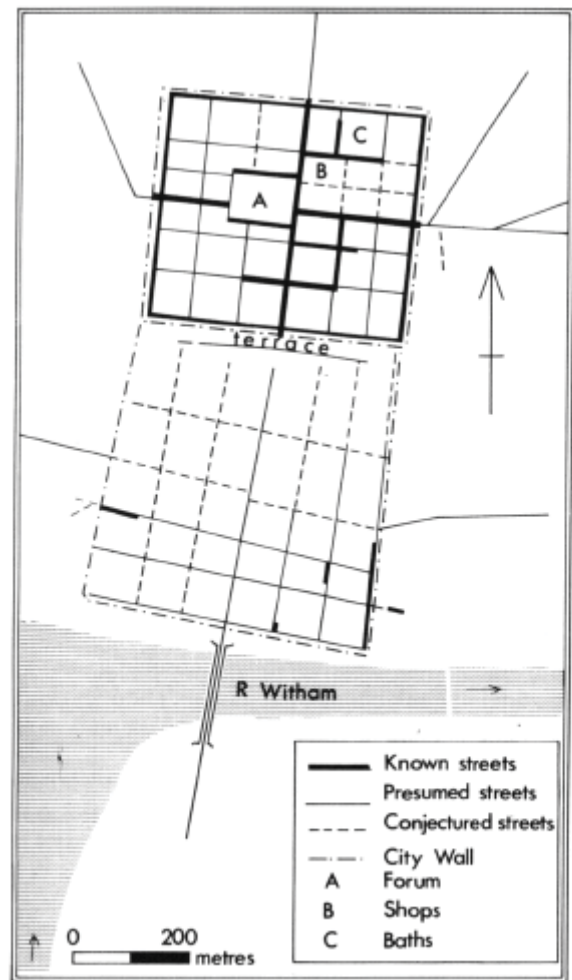 C
B
A
terrace
R Witham
Known streets
Presumed streets
Conjectured streets
City Wall
A Forum
B Shops
C Baths
0 200
metres